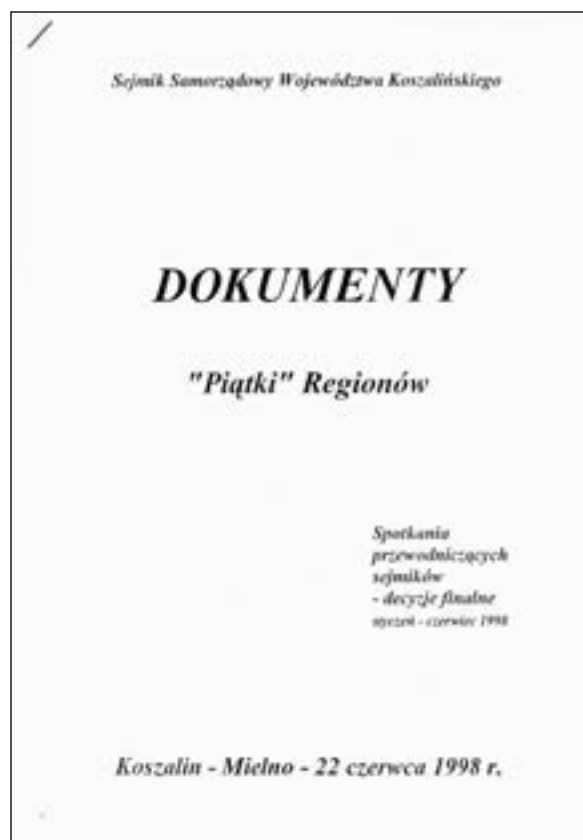 Sejmik Samorządowy Województwa Koszalińskiego
DOKUMENTY
"Piątki" Regionów
Spotkania
przewodniczących
sejmików
- decyzje finalne
styczeń - czerwiec 1998
Koszalin - Mielno - 22 czerwca 1998 r.